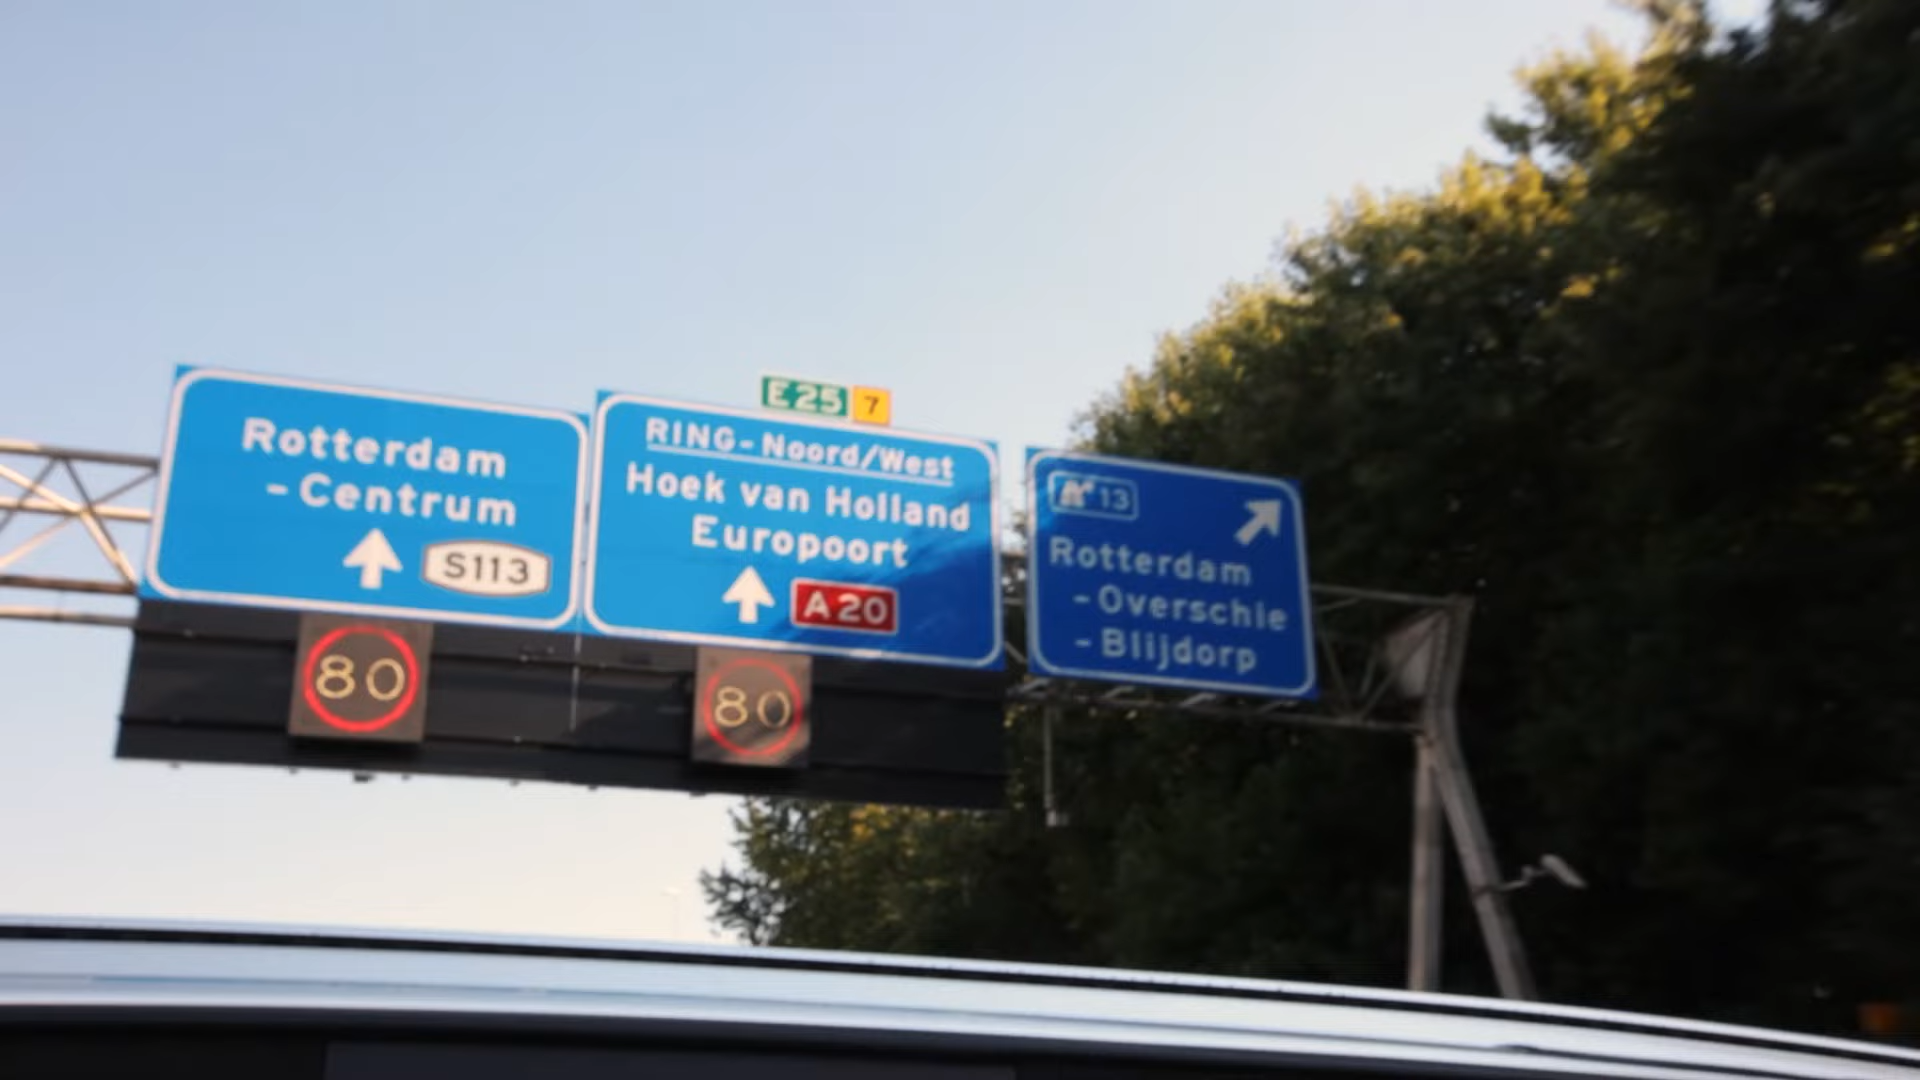 Rotterdam
-Centrum
S113
80
E25 7
RING-Noord/West
Hoek van Holland
Europoort
A20
80
13
Rotterdam
-Overschie
-Blijdorp